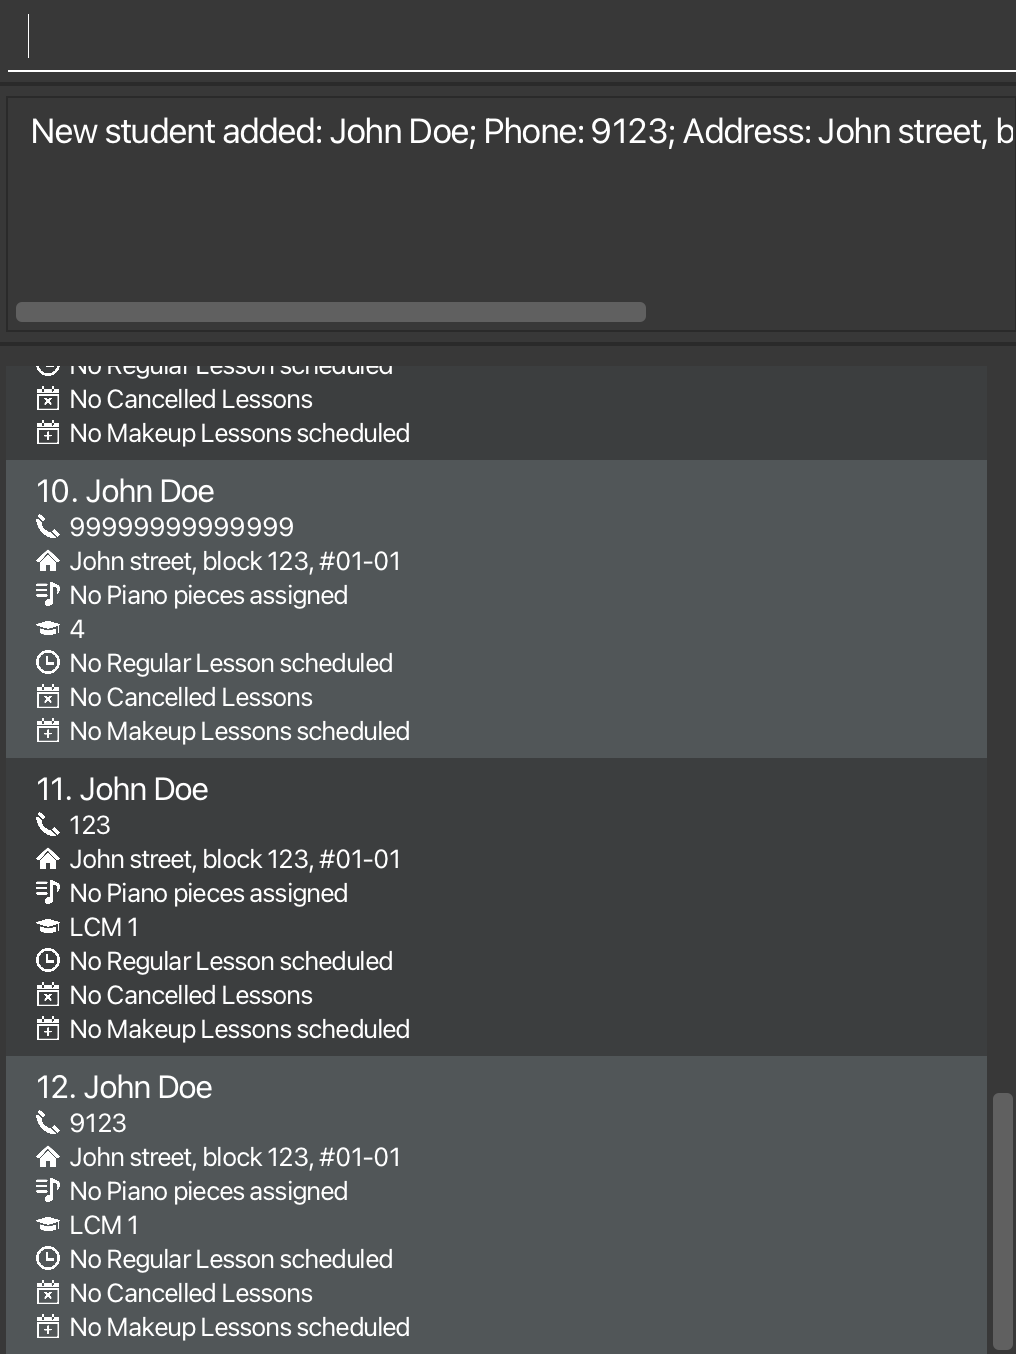 New student added: John Doe; Phone: 9123; Address: John street, b
No Regular Lesson scheduled
No Cancelled Lessons
No Makeup Lessons scheduled
10. John Doe
99999999999999
John street, block 123, #01-01
No Piano pieces assigned
4
No Regular Lesson scheduled
No Cancelled Lessons
No Makeup Lessons scheduled
11. John Doe
123
John street, block 123, #01-01
No Piano pieces assigned
LCM 1
No Regular Lesson scheduled
No Cancelled Lessons
No Makeup Lessons scheduled
12. John Doe
9123
John street, block 123, #01-01
No Piano pieces assigned
LCM 1
No Regular Lesson scheduled
No Cancelled Lessons
No Makeup Lessons scheduled